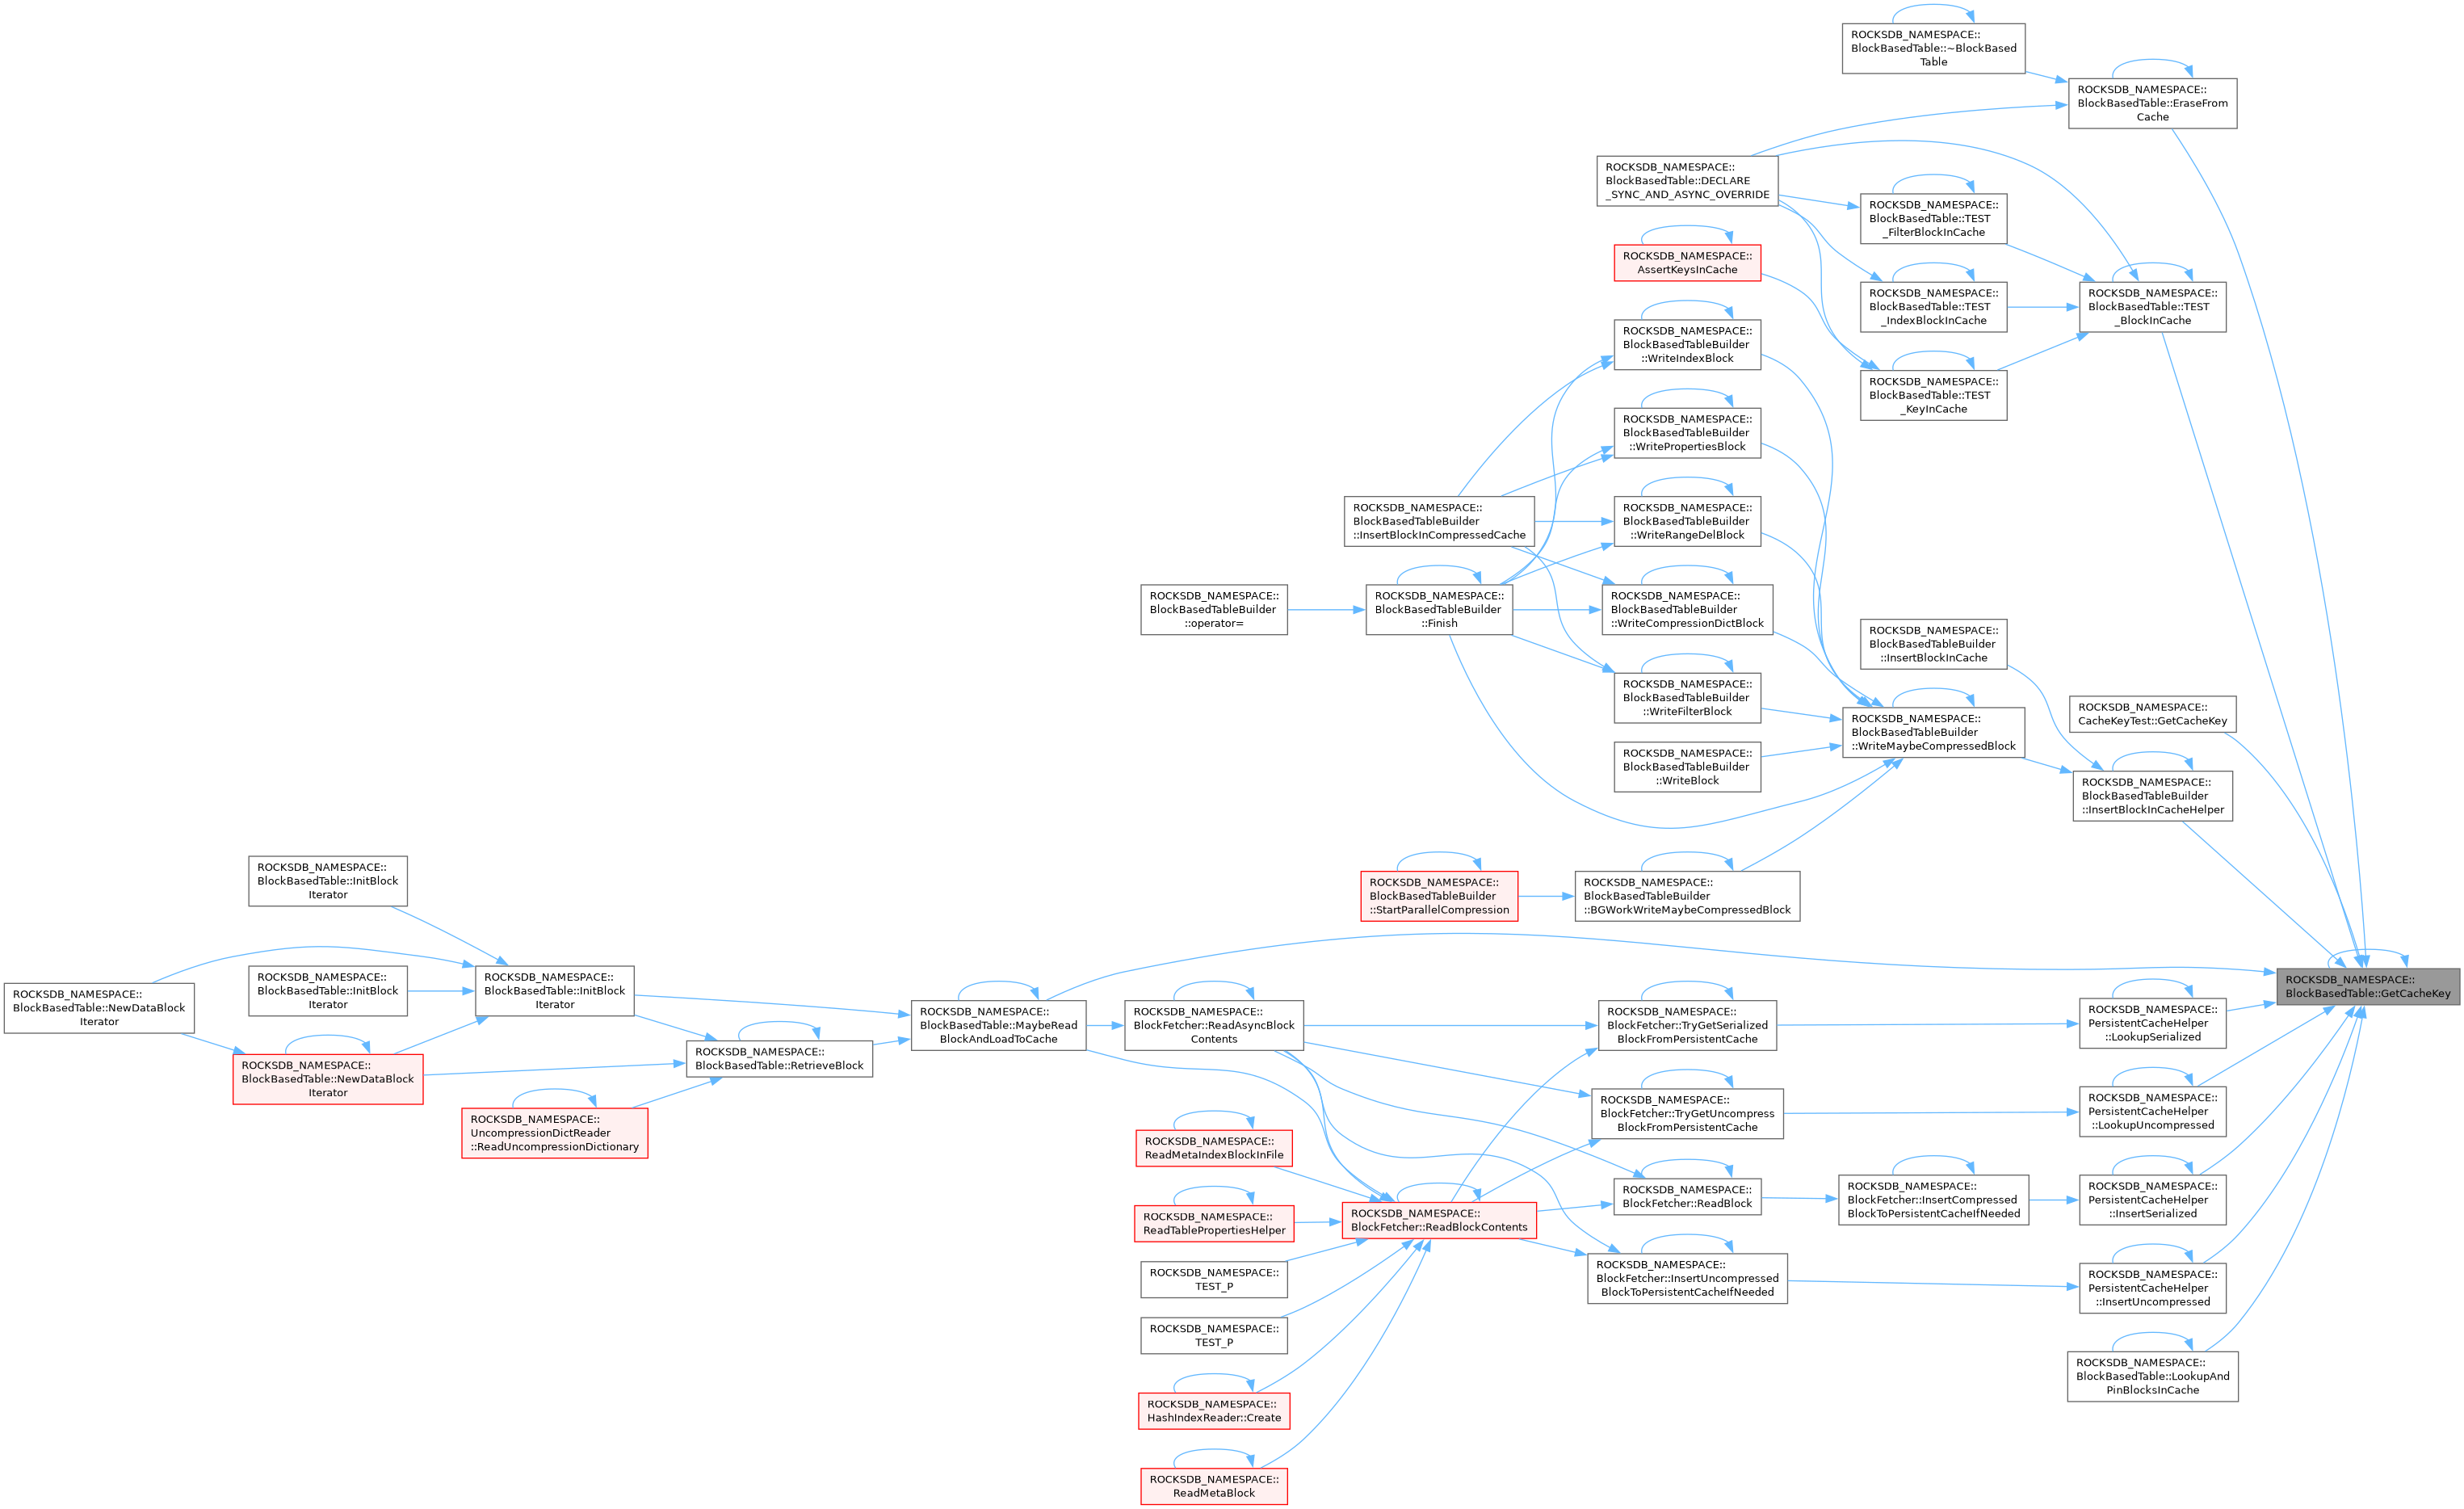 ROCKSDB_NAMESPACE::
BlockBasedTable::~BlockBased
Table
ROCKSDB_NAMESPACE::
BlockBasedTable::EraseFrom
Cache
ROCKSDB_NAMESPACE::
BlockBasedTable::DECLARE
_SYNC_AND_ASYNC_OVERRIDE
ROCKSDB_NAMESPACE::
BlockBasedTable::TEST
_FilterBlockInCache
ROCKSDB_NAMESPACE::
AssertKeysInCache
ROCKSDB_NAMESPACE::
BlockBasedTable::TEST
_IndexBlockInCache
ROCKSDB_NAMESPACE::
BlockBasedTable::TEST
_BlockInCache
ROCKSDB_NAMESPACE::
BlockBasedTableBuilder
::WriteIndexBlock
ROCKSDB_NAMESPACE::
BlockBasedTable::TEST
_KeyInCache
ROCKSDB_NAMESPACE::
BlockBasedTableBuilder
::WritePropertiesBlock
ROCKSDB_NAMESPACE::
BlockBasedTableBuilder
::InsertBlockInCompressedCache
ROCKSDB_NAMESPACE::
BlockBasedTableBuilder
::WriteRangeDelBlock
ROCKSDB_NAMESPACE::
BlockBasedTableBuilder
::operator=
ROCKSDB_NAMESPACE::
BlockBasedTableBuilder
::Finish
ROCKSDB_NAMESPACE::
BlockBasedTableBuilder
::WriteCompressionDictBlock
ROCKSDB_NAMESPACE::
BlockBasedTableBuilder
::InsertBlockInCache
ROCKSDB_NAMESPACE::
BlockBasedTableBuilder
::WriteFilterBlock
ROCKSDB_NAMESPACE::
BlockBasedTableBuilder
::WriteMaybeCompressedBlock
ROCKSDB_NAMESPACE::
CacheKeyTest::GetCacheKey
ROCKSDB_NAMESPACE::
BlockBasedTableBuilder
::WriteBlock
ROCKSDB_NAMESPACE::
BlockBasedTableBuilder
::InsertBlockInCacheHelper
ROCKSDB_NAMESPACE::
BlockBasedTable::InitBlock
Iterator
ROCKSDB_NAMESPACE::
BlockBasedTableBuilder
::StartParallelCompression
ROCKSDB_NAMESPACE::
BlockBasedTableBuilder
::BGWorkWriteMaybeCompressedBlock
ROCKSDB_NAMESPACE::
BlockBasedTable::NewDataBlock
Iterator
ROCKSDB_NAMESPACE::
BlockBasedTable::InitBlock
Iterator
ROCKSDB_NAMESPACE::
BlockBasedTable::InitBlock
Iterator
ROCKSDB_NAMESPACE::
BlockBasedTable::GetCacheKey
ROCKSDB_NAMESPACE::
BlockBasedTable::MaybeRead
BlockAndLoadToCache
ROCKSDB_NAMESPACE::
BlockFetcher::ReadAsyncBlock
Contents
ROCKSDB_NAMESPACE::
BlockFetcher::TryGetSerialized
BlockFromPersistentCache
ROCKSDB_NAMESPACE::
PersistentCacheHelper
::LookupSerialized
ROCKSDB_NAMESPACE::
BlockBasedTable::NewDataBlock
Iterator
ROCKSDB_NAMESPACE::
BlockBasedTable::RetrieveBlock
ROCKSDB_NAMESPACE::
UncompressionDictReader
::ReadUncompressionDictionary
ROCKSDB_NAMESPACE::
BlockFetcher::TryGetUncompress
BlockFromPersistentCache
ROCKSDB_NAMESPACE::
PersistentCacheHelper
::LookupUncompressed
ROCKSDB_NAMESPACE::
ReadMetaIndexBlockInFile
ROCKSDB_NAMESPACE::
BlockFetcher::ReadBlock
ROCKSDB_NAMESPACE::
BlockFetcher::InsertCompressed
BlockToPersistentCacheIfNeeded
ROCKSDB_NAMESPACE::
PersistentCacheHelper
::InsertSerialized
ROCKSDB_NAMESPACE::
ReadTablePropertiesHelper
ROCKSDB_NAMESPACE::
BlockFetcher::ReadBlockContents
ROCKSDB_NAMESPACE::
TEST_P
ROCKSDB_NAMESPACE::
BlockFetcher::InsertUncompressed
BlockToPersistentCacheIfNeeded
ROCKSDB_NAMESPACE::
PersistentCacheHelper
::InsertUncompressed
ROCKSDB_NAMESPACE::
TEST_P
ROCKSDB_NAMESPACE::
BlockBasedTable::LookupAnd
PinBlocksInCache
ROCKSDB_NAMESPACE::
HashIndexReader::Create
ROCKSDB_NAMESPACE::
ReadMetaBlock